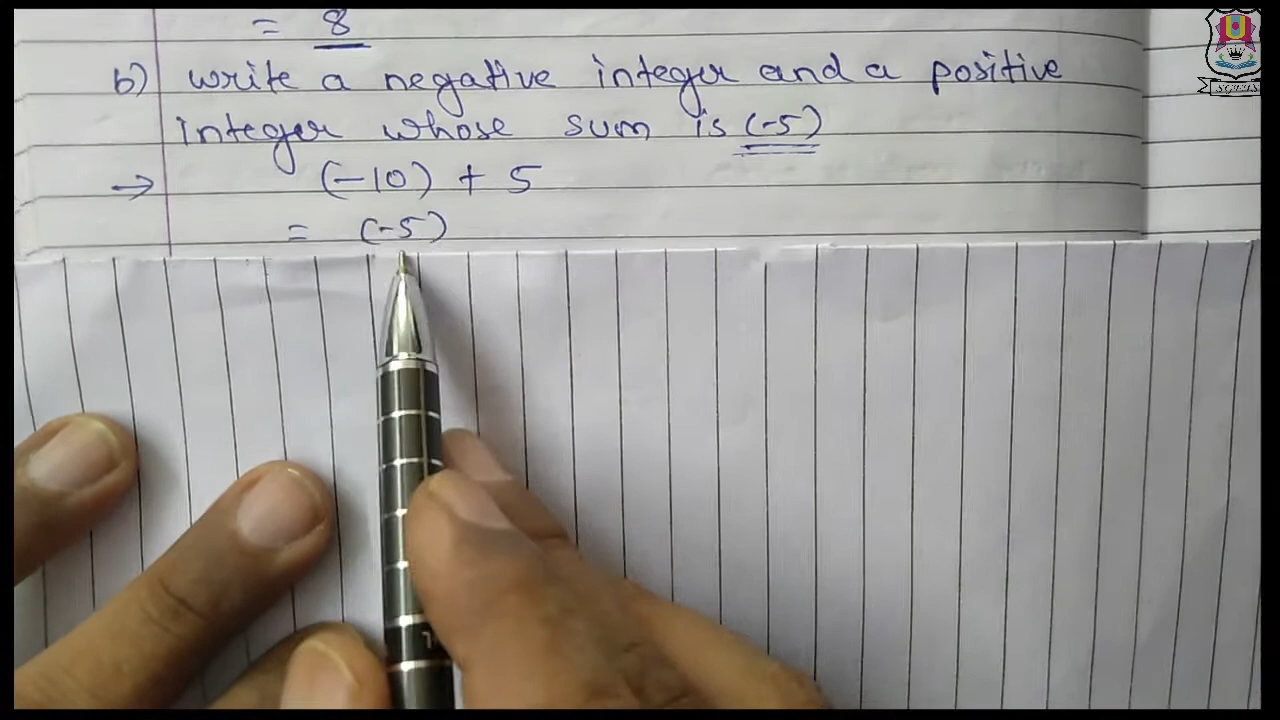 = 8
b) write a negative integer and a positive
integer whose sum is (-5)
→ (-10) + 5
= (-5)